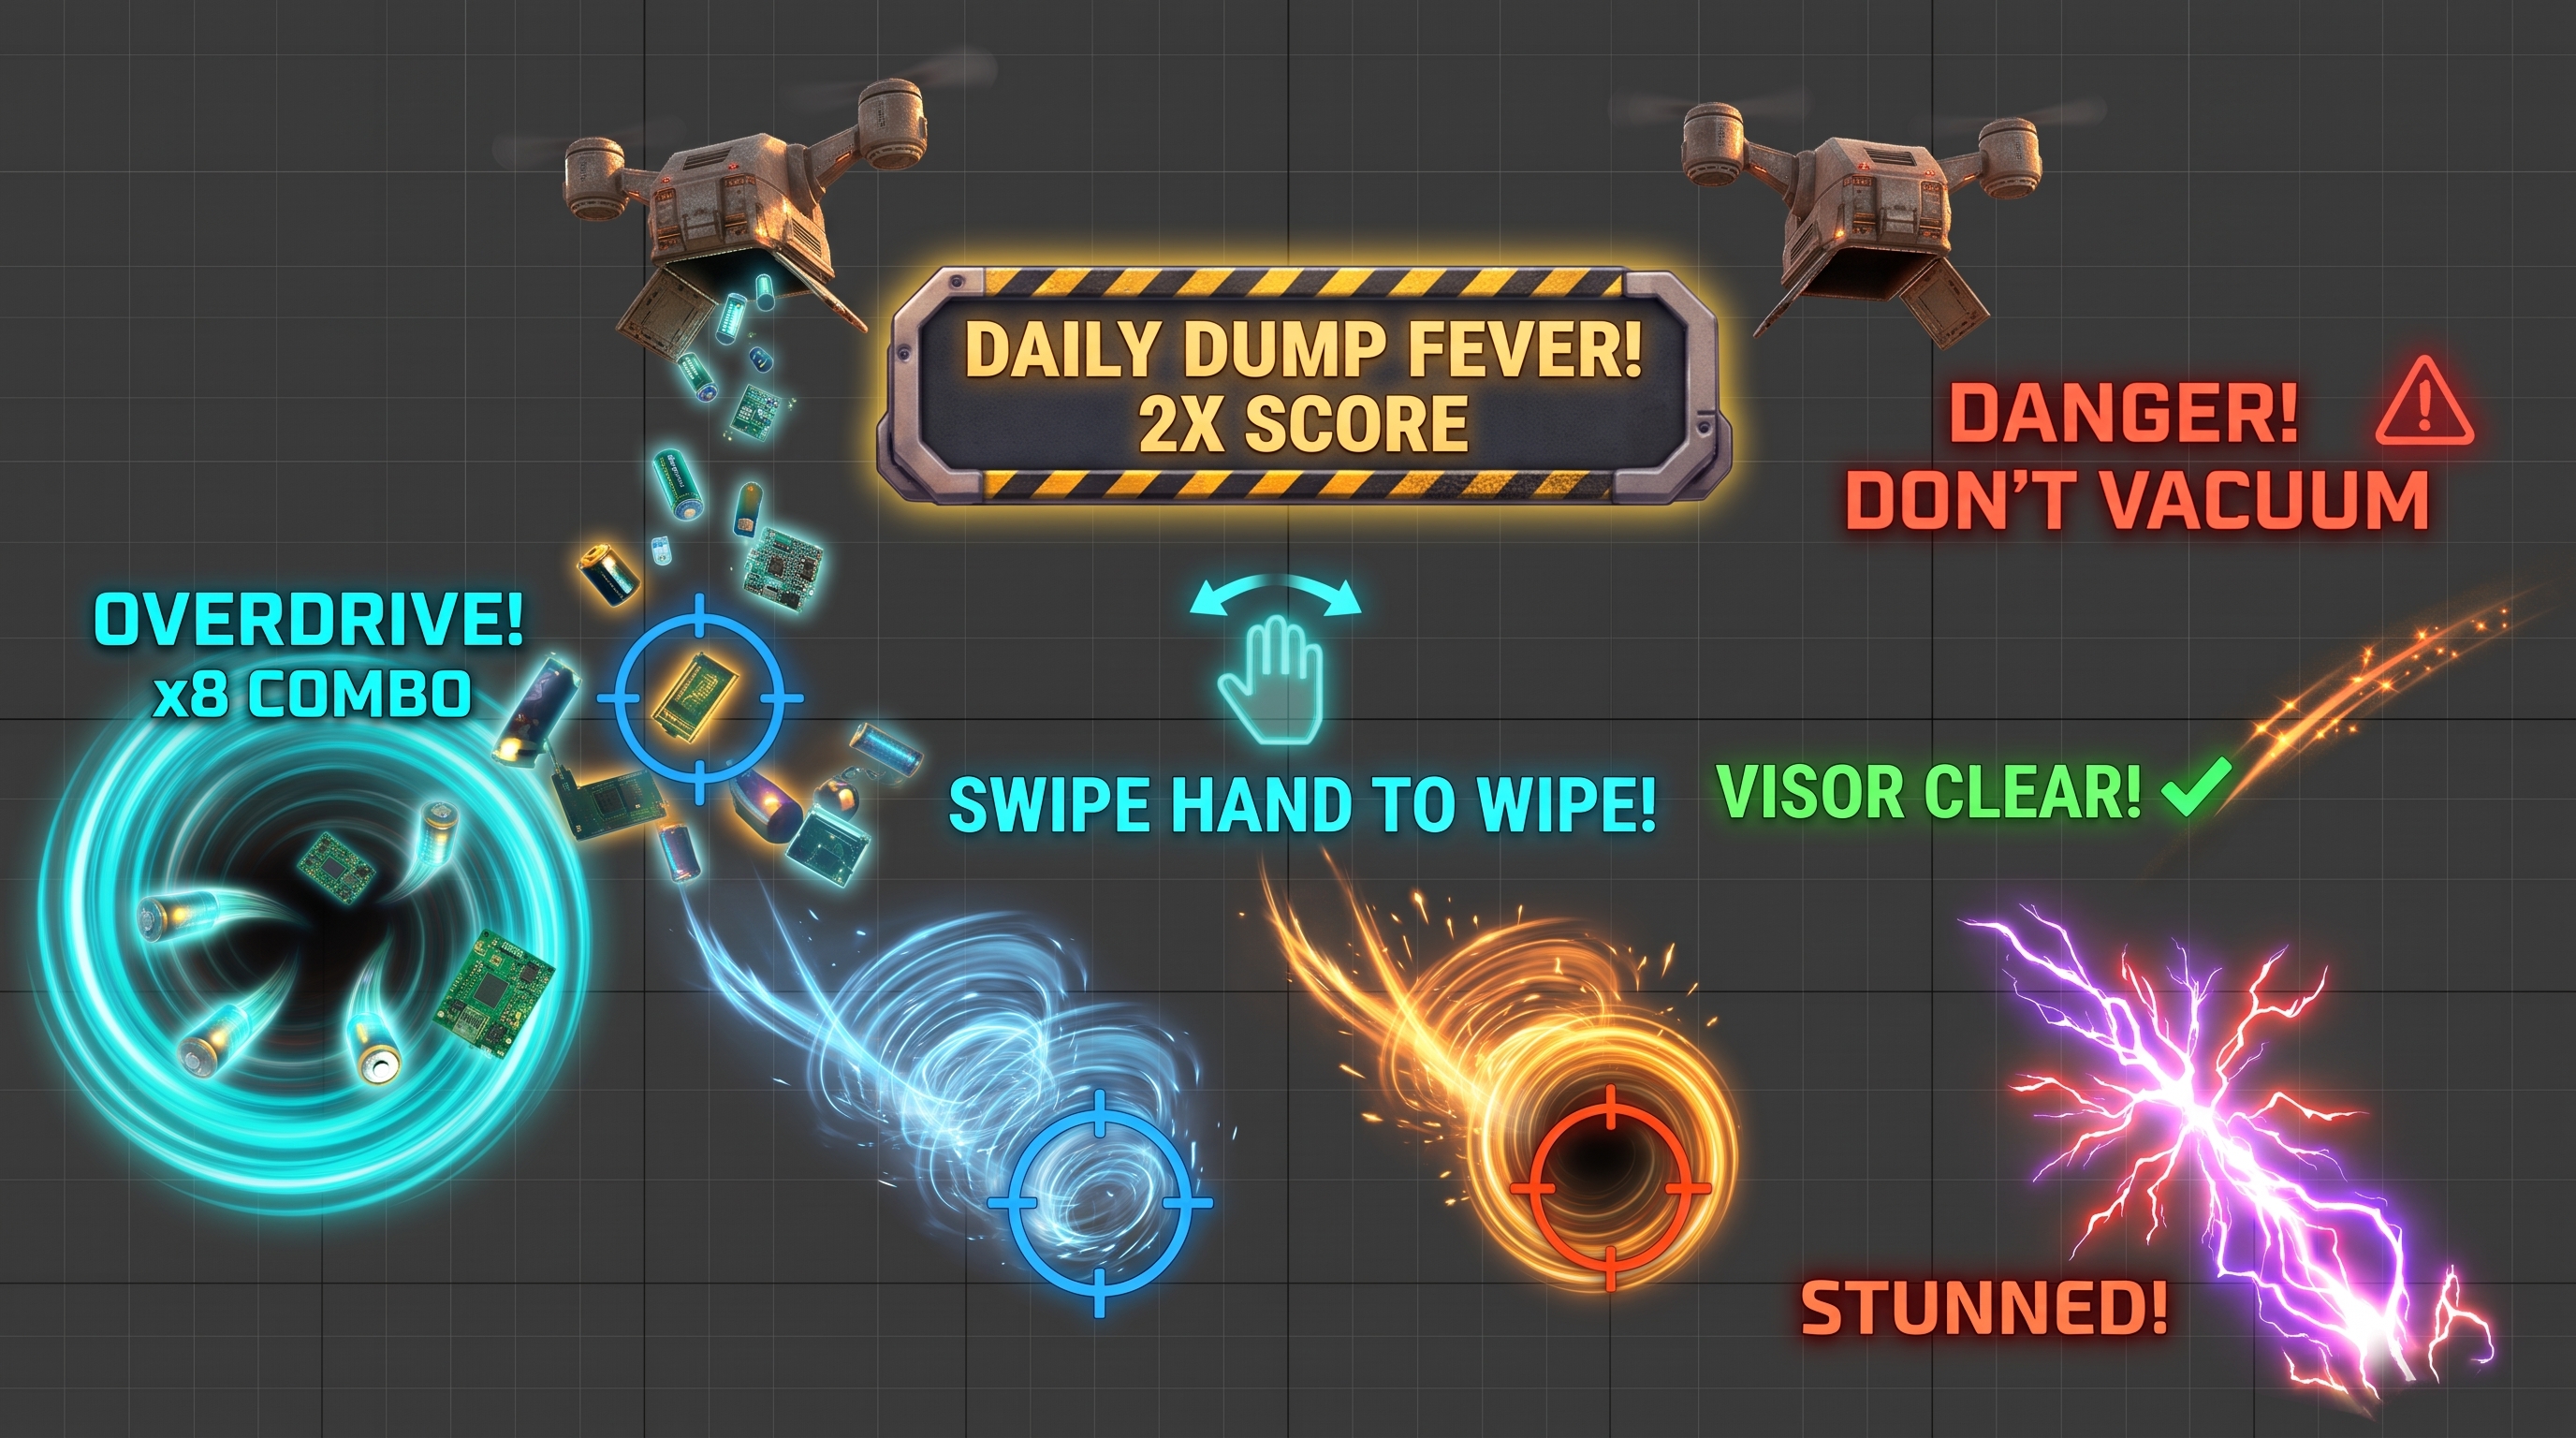 DAILY DUMP FEVER!
2X SCORE
DANGER!
DON'T VACUUM
OVERDRIVE!
x8 COMBO
SWIPE HAND TO WIPE!
VISOR CLEAR!
STUNNED!